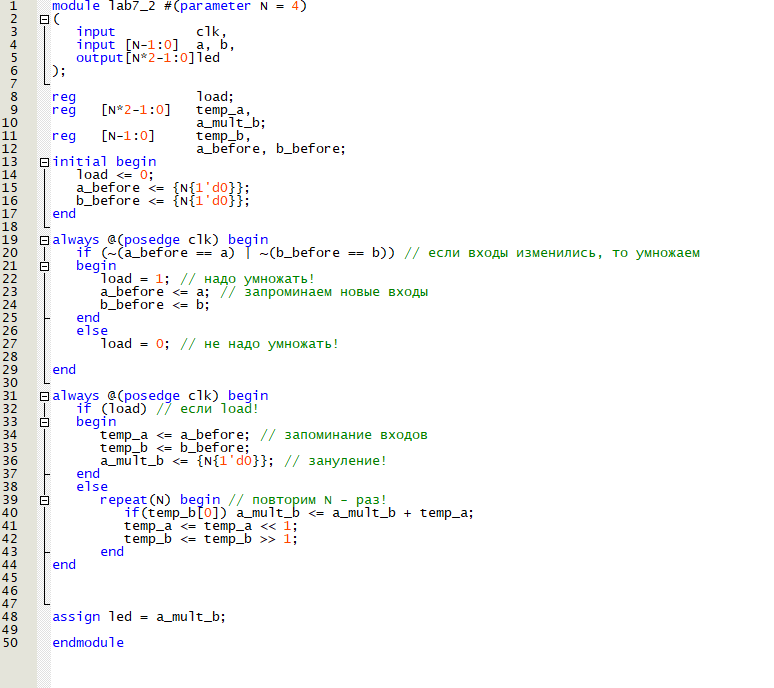 1 module lab7_2 #(parameter N = 4)
2 (
3 input clk,
4 input [N-1:0] a, b,
5 output[N*2-1:0]led
6 );
7
8 reg load;
9 reg [N*2-1:0] temp_a,
10 a_mult_b;
11 reg [N-1:0] temp_b,
12 a_before, b_before;
13 initial begin
14 load <= 0;
15 a_before <= {N{1'd0}};
16 b_before <= {N{1'd0}};
17 end
18
19 always @(posedge clk) begin
20 if (~(a_before == a) | ~(b_before == b)) // если входы изменились, то умножаем
21 begin
22 load = 1; // надо умножать!
23 a_before <= a; // запроминаем новые входы
24 b_before <= b;
25 end
26 else
27 load = 0; // не надо умножать!
28
29 end
30
31 always @(posedge clk) begin
32 if (load) // если load!
33 begin
34 temp_a <= a_before; // запоминание входов
35 temp_b <= b_before;
36 a_mult_b <= {N{1'd0}}; // зануление!
37 end
38 else
39 repeat(N) begin // повторим N - раз!
40 if(temp_b[0]) a_mult_b <= a_mult_b + temp_a;
41 temp_a <= temp_a << 1;
42 temp_b <= temp_b >> 1;
43 end
44 end
45
46
47
48 assign led = a_mult_b;
49
50 endmodule